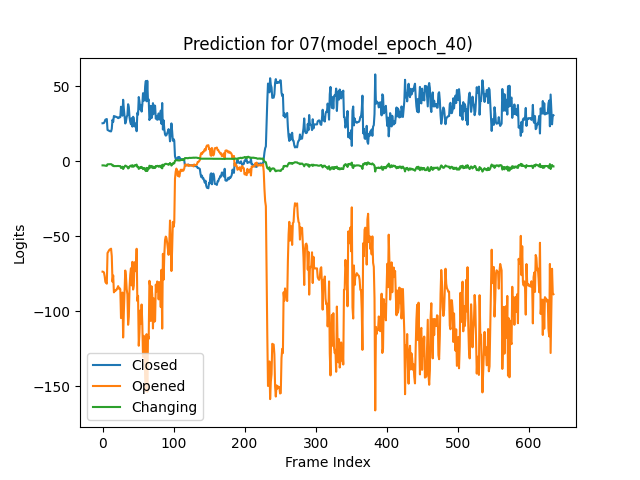 Prediction for 07(model_epoch_40)
Logits
50
0
−50
−100
−150
Closed
Opened
Changing
0 100 200 300 400 500 600
Frame Index